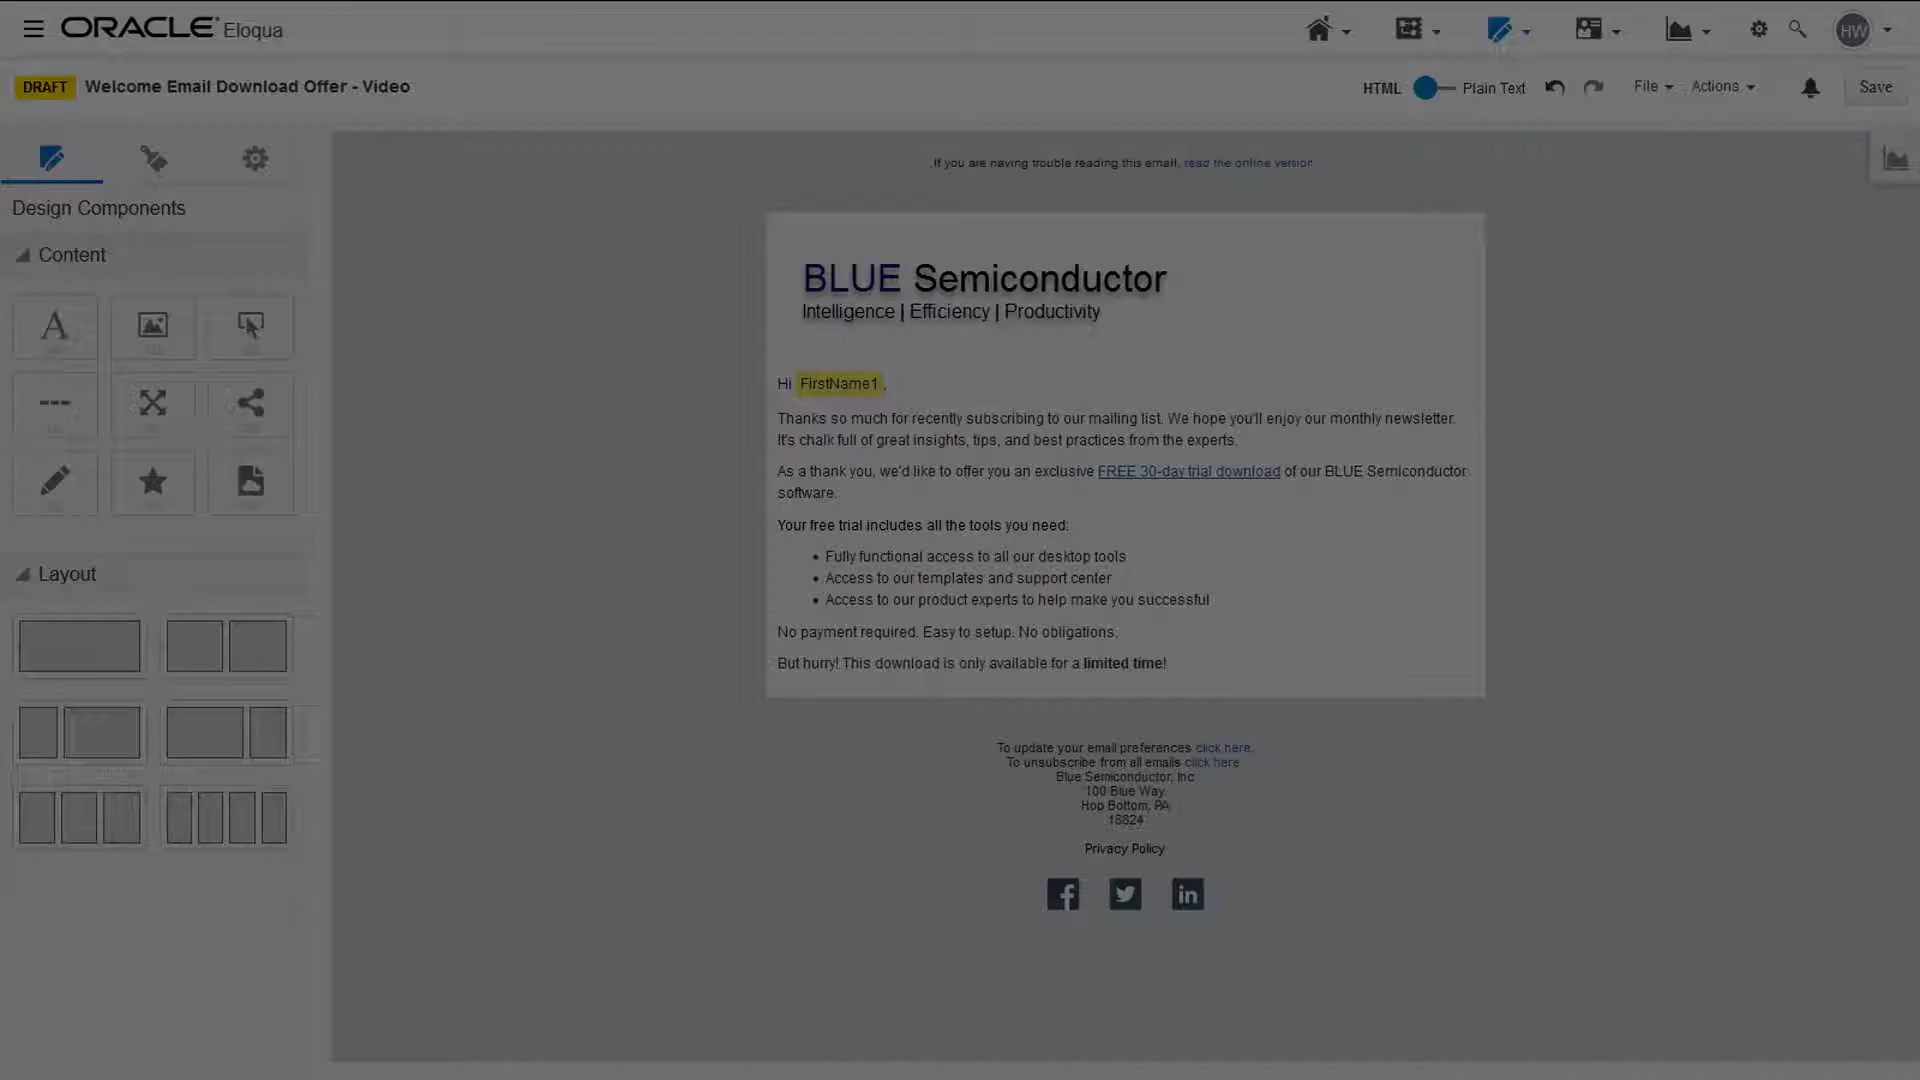 ORACLE Eloqua
HW
DRAFT Welcome Email Download Offer - Video
HTML Plain Text File Actions Save
Design Components
Content
Layout
If you are having trouble reading this email, read the online version
BLUE Semiconductor
Intelligence | Efficiency | Productivity
Hi FirstName1 ,
Thanks so much for recently subscribing to our mailing list. We hope you'll enjoy our monthly newsletter.
It's chalk full of great insights, tips, and best practices from the experts.
As a thank you, we'd like to offer you an exclusive FREE 30-day trial download of our BLUE Semiconductor
software.
Your free trial includes all the tools you need:
• Fully functional access to all our desktop tools
• Access to our templates and support center
• Access to our product experts to help make you successful
No payment required. Easy to setup. No obligations.
But hurry! This download is only available for a limited time!
To update your email preferences click here.
To unsubscribe from all emails click here
Blue Semiconductor, Inc
100 Blue Way
Hop Bottom, PA
18824
Privacy Policy